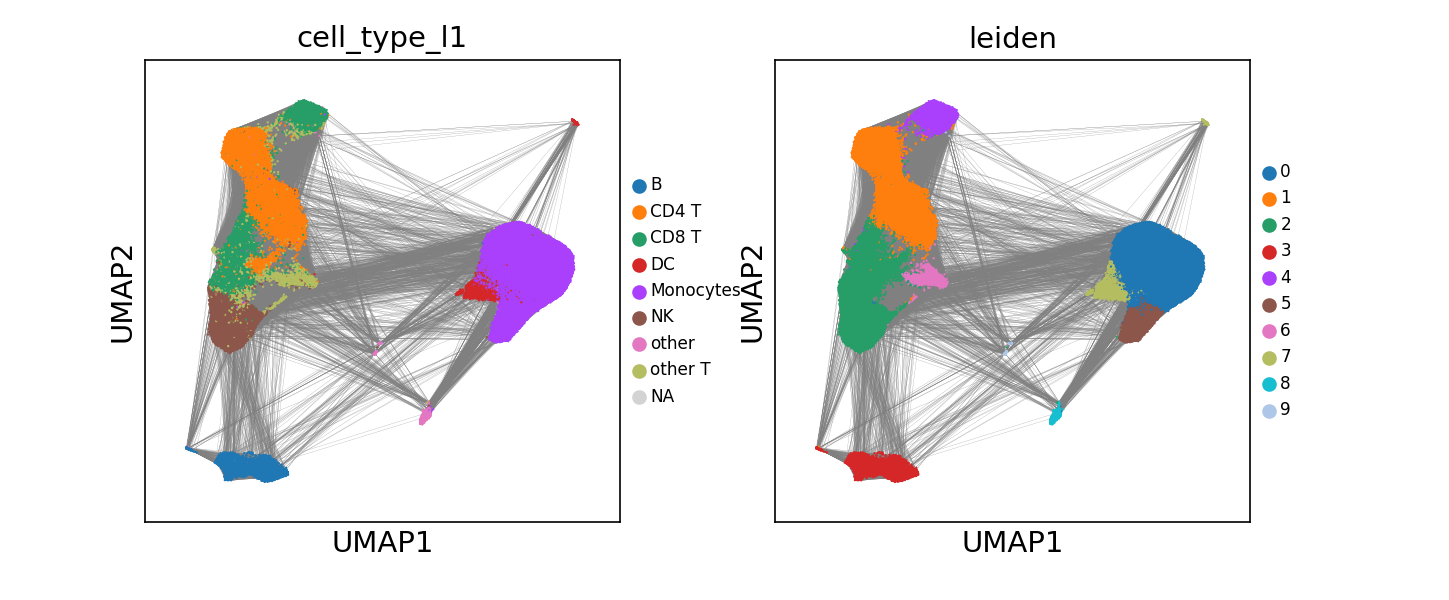 cell_type_l1
UMAP2
UMAP1
B
CD4 T
CD8 T
DC
Monocytes
NK
other
other T
NA
leiden
UMAP2
UMAP1
0
1
2
3
4
5
6
7
8
9